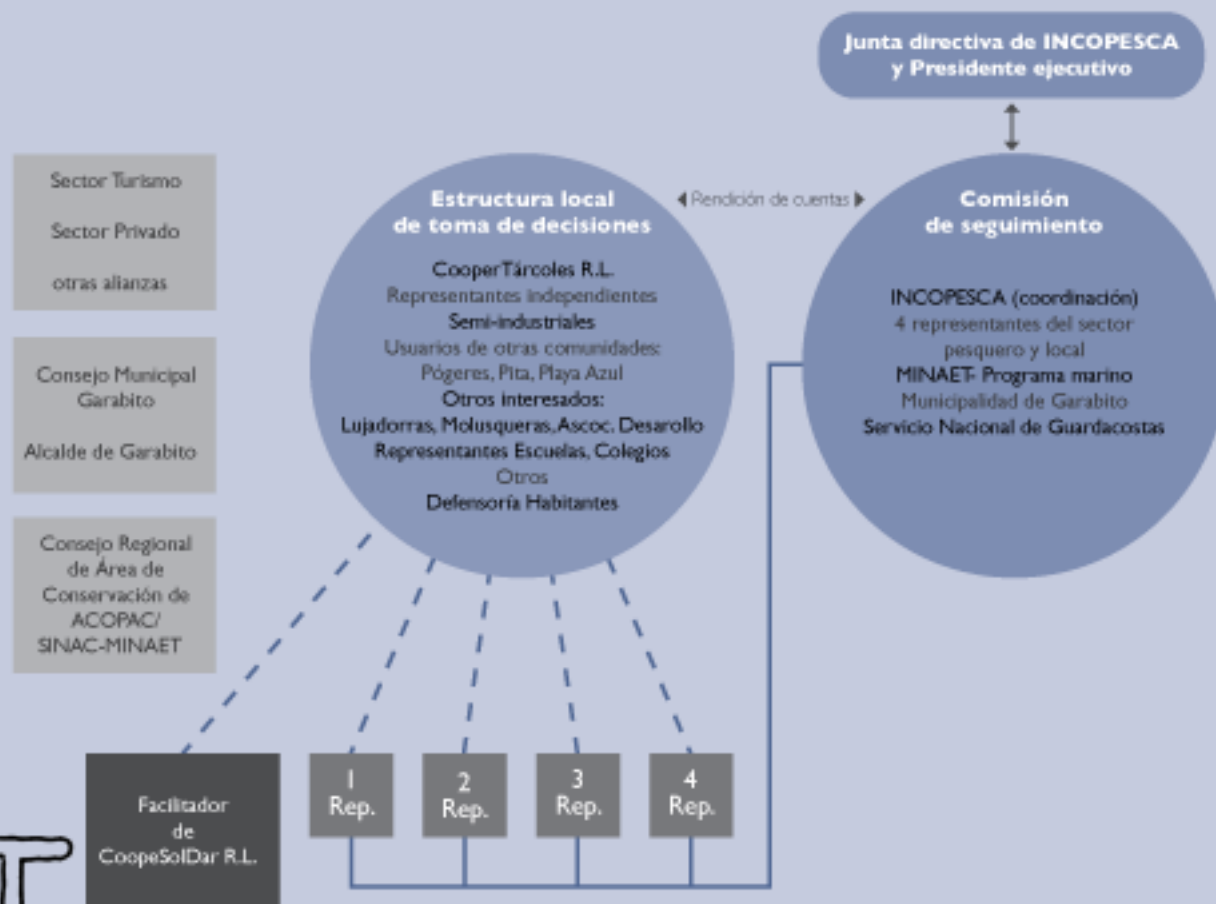 Junta directiva de INCOPESCA
y Presidente ejecutivo
Sector Turismo
Sector Privado
otras alianzas
Consejo Municipal
Garabito
Alcalde de Garabito
Consejo Regional
de Área de
Conservación de
ACOPAC/
SINAC-MINAET
Estructura local
de toma de decisiones
CooperTárcoles R.L.
Representantes independientes
Semi-industriales
Usuarios de otras comunidades:
Pógeres, Pita, Playa Azul
Otros interesados:
Lujadorras, Molusqueras, Ascoc. Desarollo
Representantes Escuelas, Colegios
Otros
Defensoría Habitantes
Rendición de cuentas
Comisión
de seguimiento
INCOPESCA (coordinación)
4 representantes del sector
pesquero y local
MINAET- Programa marino
Municipalidad de Garabito
Servicio Nacional de Guardacostas
Facilitador
de
CoopeSolDar R.L.
1
Rep.
2
Rep.
3
Rep.
4
Rep.
T